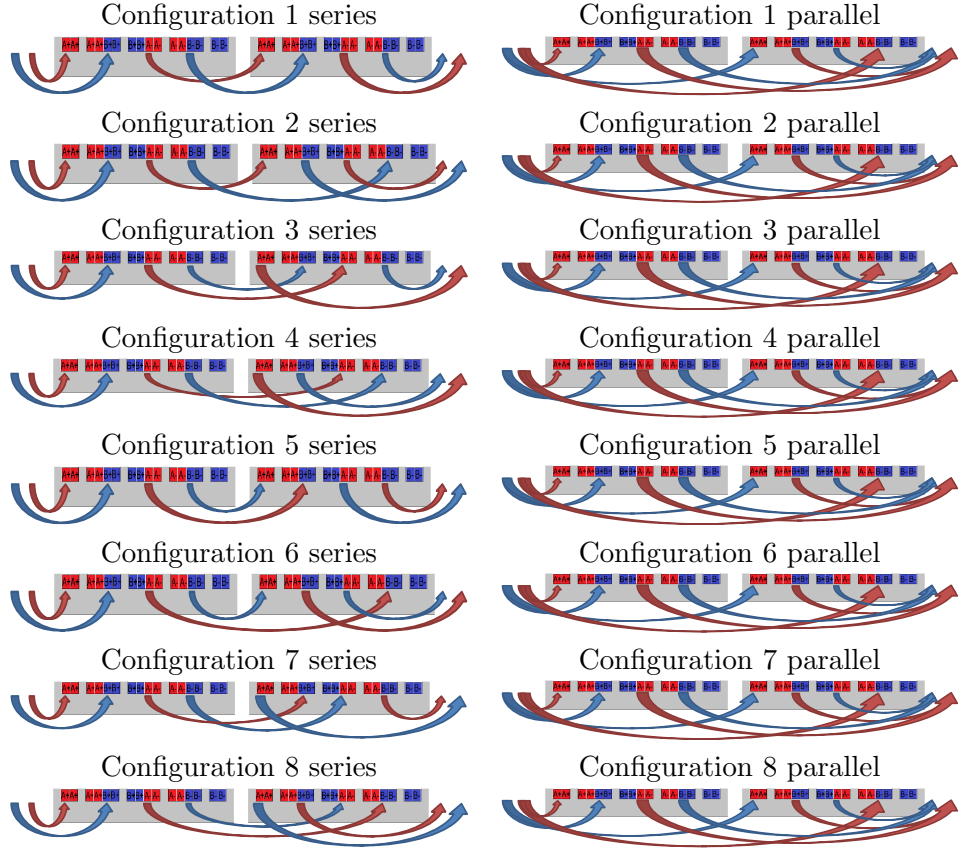 Configuration 1 series Configuration 1 parallel
A+A+ A+A+B+B+ B+B+A-A- A-A-B-B- B-B- A+A+ A+A+B+B+ B+B+A-A- A-A-B-B- B-B- A+A+ A+A+B+B+ B+B+A-A- A-A-B-B- B-B- A+A+ A+A+B+B+ B+B+A-A- A-A-B-B- B-B-
Configuration 2 series Configuration 2 parallel
A+A+ A+A+B+B+ B+B+A-A- A-A-B-B- B-B- A+A+ A+A+B+B+ B+B+A-A- A-A-B-B- B-B- A+A+ A+A+B+B+ B+B+A-A- A-A-B-B- B-B- A+A+ A+A+B+B+ B+B+A-A- A-A-B-B- B-B-
Configuration 3 series Configuration 3 parallel
A+A+ A+A+B+B+ B+B+A-A- A-A-B-B- B-B- A+A+ A+A+B+B+ B+B+A-A- A-A-B-B- B-B- A+A+ A+A+B+B+ B+B+A-A- A-A-B-B- B-B- A+A+ A+A+B+B+ B+B+A-A- A-A-B-B- B-B-
Configuration 4 series Configuration 4 parallel
A+A+ A+A+B+B+ B+B+A-A- A-A-B-B- B-B- A+A+ A+A+B+B+ B+B+A-A- A-A-B-B- B-B- A+A+ A+A+B+B+ B+B+A-A- A-A-B-B- B-B- A+A+ A+A+B+B+ B+B+A-A- A-A-B-B- B-B-
Configuration 5 series Configuration 5 parallel
A+A+ A+A+B+B+ B+B+A-A- A-A-B-B- B-B- A+A+ A+A+B+B+ B+B+A-A- A-A-B-B- B-B- A+A+ A+A+B+B+ B+B+A-A- A-A-B-B- B-B- A+A+ A+A+B+B+ B+B+A-A- A-A-B-B- B-B-
Configuration 6 series Configuration 6 parallel
A+A+ A+A+B+B+ B+B+A-A- A-A-B-B- B-B- A+A+ A+A+B+B+ B+B+A-A- A-A-B-B- B-B- A+A+ A+A+B+B+ B+B+A-A- A-A-B-B- B-B- A+A+ A+A+B+B+ B+B+A-A- A-A-B-B- B-B-
Configuration 7 series Configuration 7 parallel
A+A+ A+A+B+B+ B+B+A-A- A-A-B-B- B-B- A+A+ A+A+B+B+ B+B+A-A- A-A-B-B- B-B- A+A+ A+A+B+B+ B+B+A-A- A-A-B-B- B-B- A+A+ A+A+B+B+ B+B+A-A- A-A-B-B- B-B-
Configuration 8 series Configuration 8 parallel
A+A+ A+A+B+B+ B+B+A-A- A-A-B-B- B-B- A+A+ A+A+B+B+ B+B+A-A- A-A-B-B- B-B- A+A+ A+A+B+B+ B+B+A-A- A-A-B-B- B-B- A+A+ A+A+B+B+ B+B+A-A- A-A-B-B- B-B-